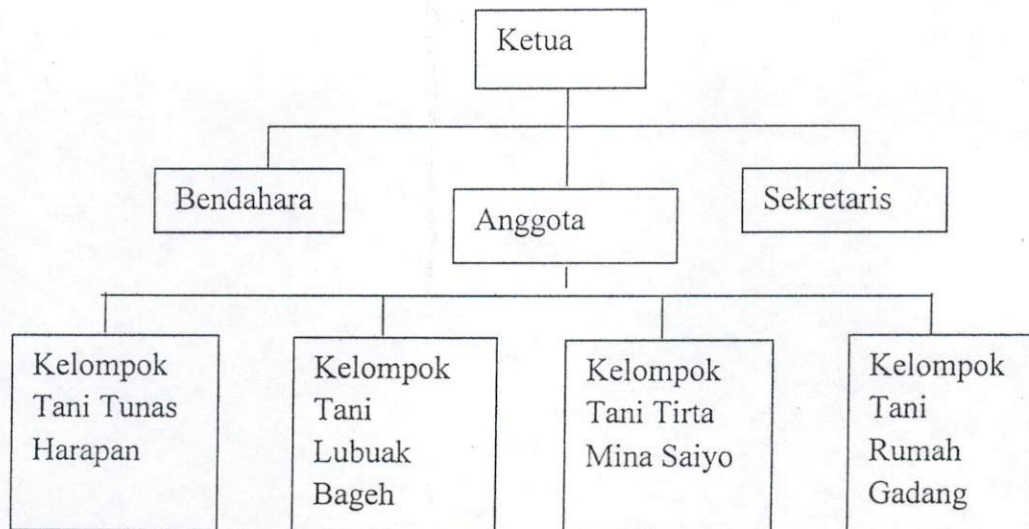 Ketua
Bendahara
Anggota
Sekretaris
Kelompok
Tani Tunas
Harapan
Kelompok
Tani
Lubuak
Bageh
Kelompok
Tani Tirta
Mina Saiyo
Kelompok
Tani
Rumah
Gadang